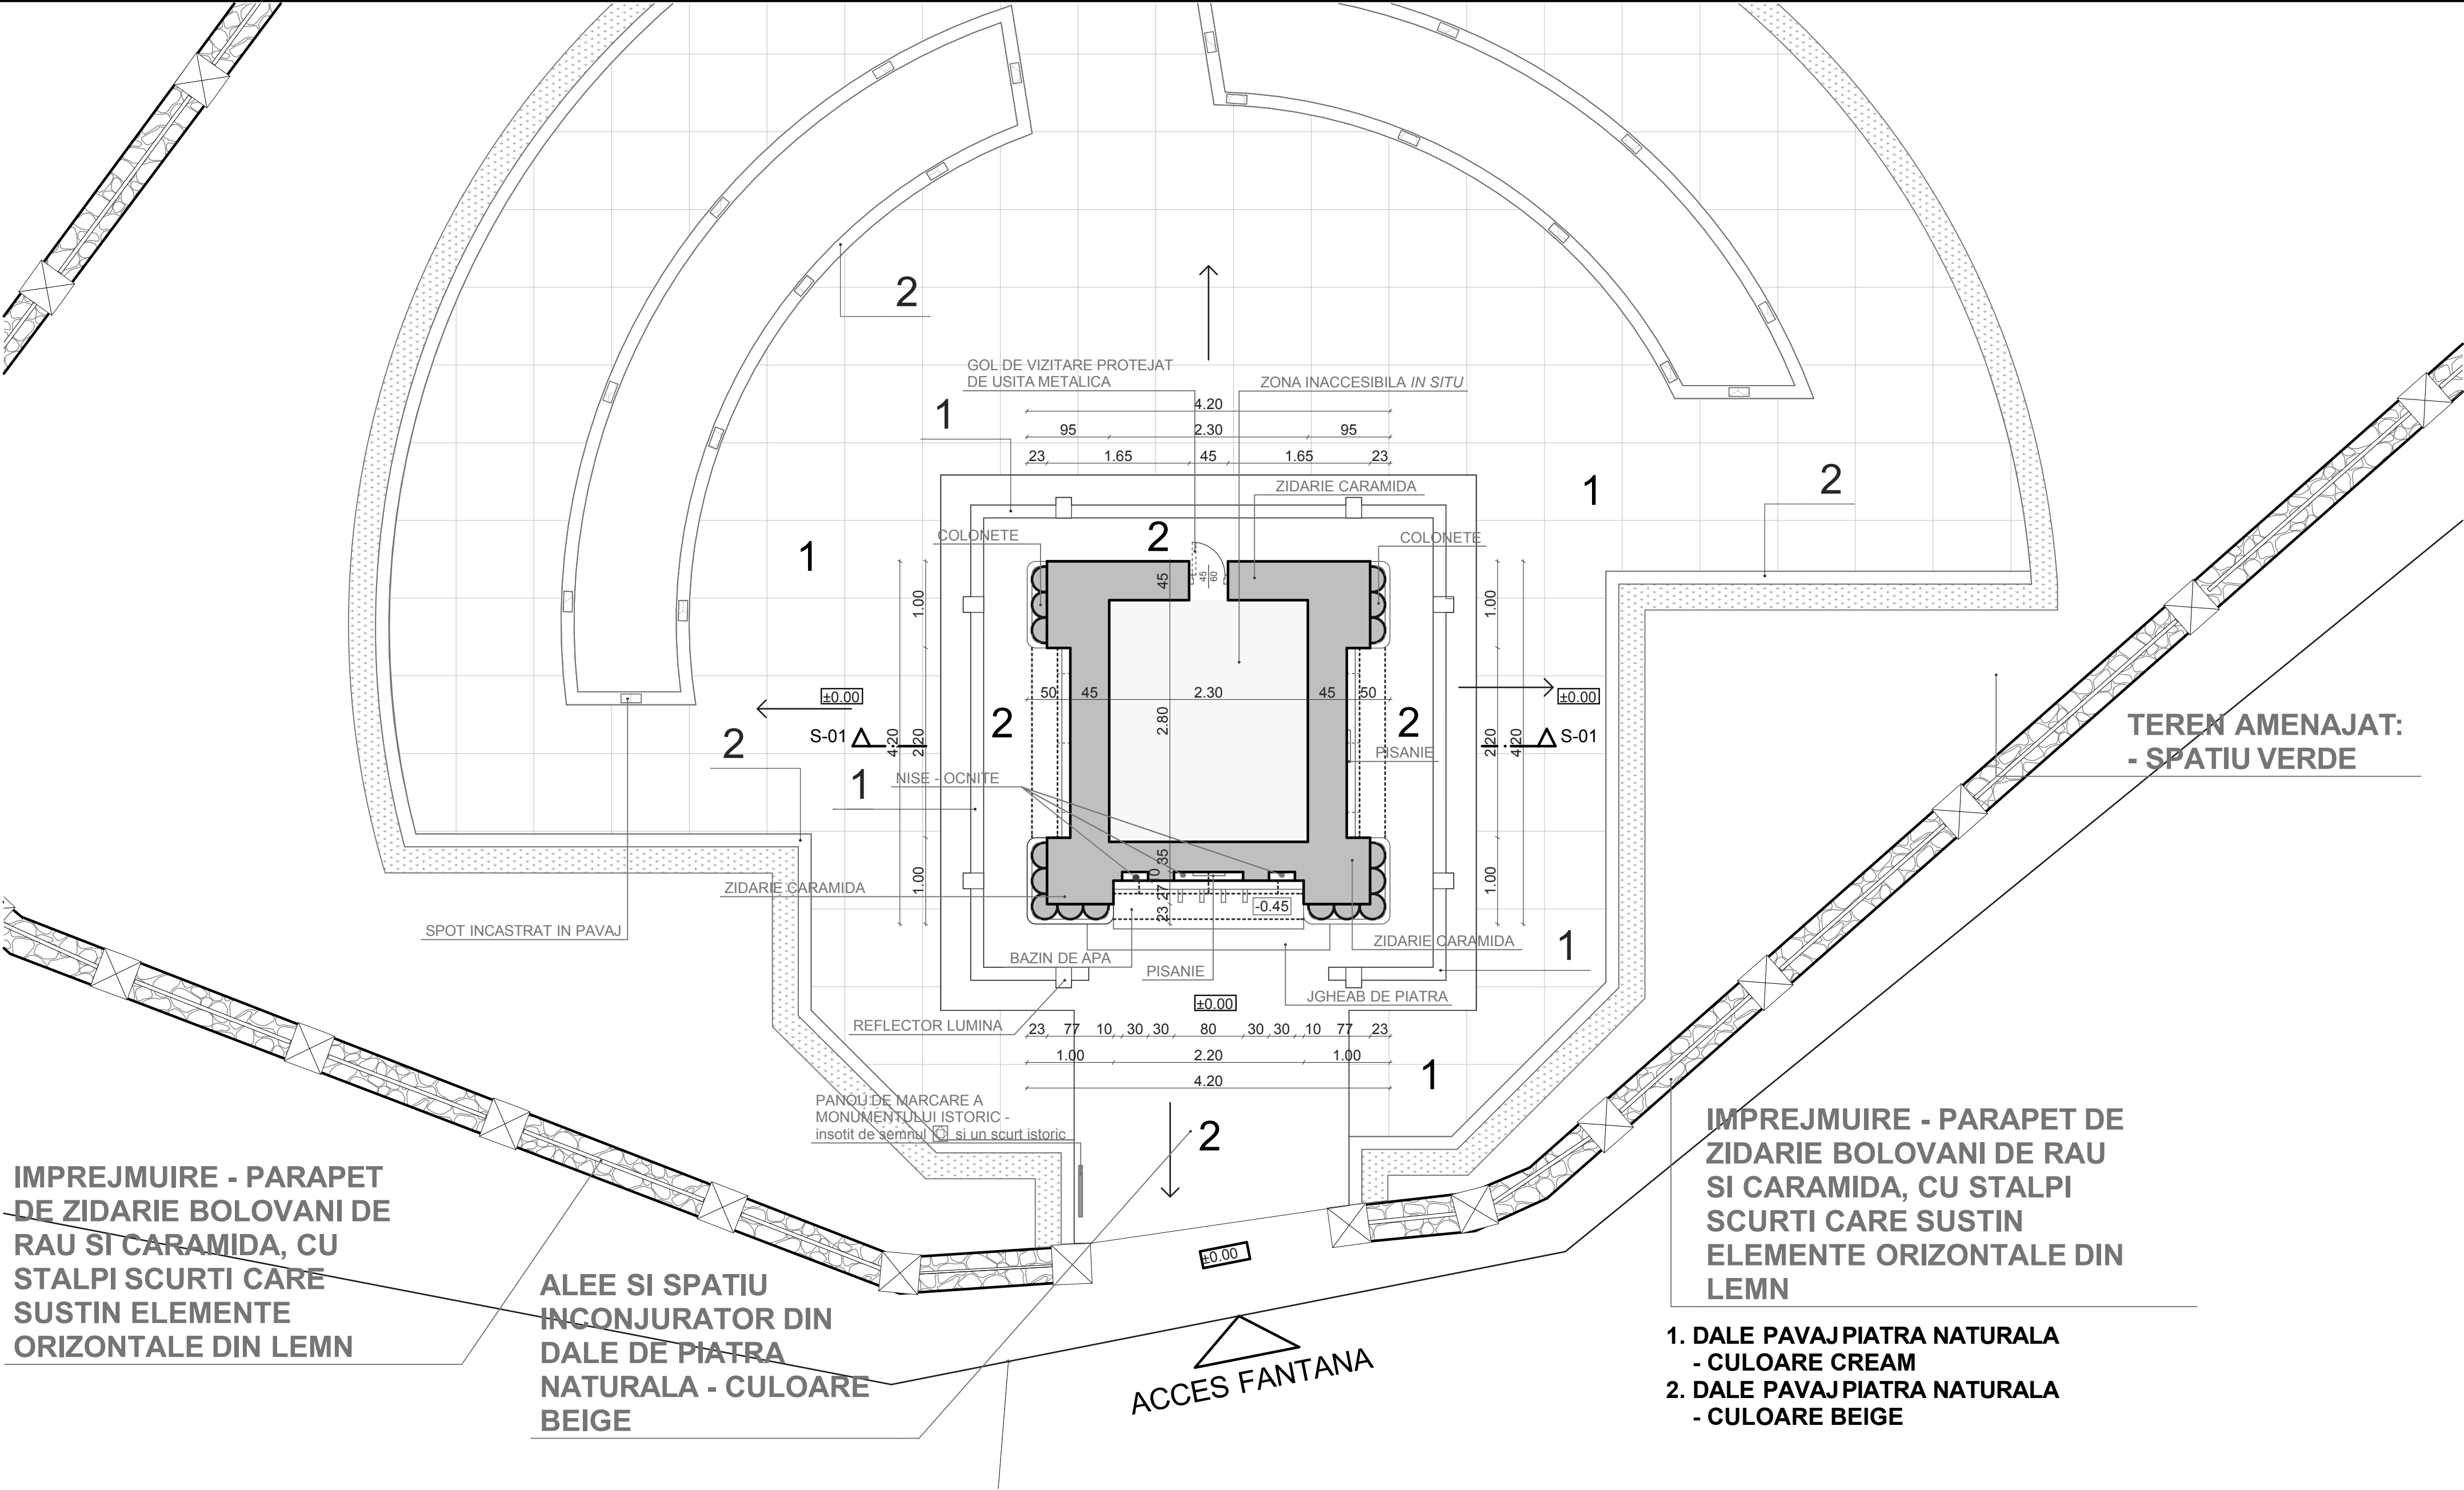 2
GOL DE VIZITARE PROTEJAT
DE USITA METALICA
ZONA INACCESIBILA IN SITU
1
4.20
95 2.30 95
23 1.65 45 1.65 23
ZIDARIE CARAMIDA
1
2
COLONETE
2
COLONETE
1
45
45
60
1.00
1.00
±0.00
50 45 2.30 45 50
±0.00
2
2
2.80
2
S-01
4.20
2.20
PISANIE
2.20
4.20
S-01
TEREN AMENAJAT:
- SPATIU VERDE
1
NISE - OCNITE
35
10
27
23
1.00
1.00
ZIDARIE CARAMIDA
-0.45
SPOT INCASTRAT IN PAVAJ
ZIDARIE CARAMIDA
1
BAZIN DE APA
PISANIE
JGHEAB DE PIATRA
±0.00
REFLECTOR LUMINA
23 77 10 30 30 80 30 30 10 77 23
1.00 2.20 1.00
4.20
1
PANOU DE MARCARE A
MONUMENTULUI ISTORIC -
insotit de semnul si un scurt istoric
2
IMPREJMUIRE - PARAPET
DE ZIDARIE BOLOVANI DE
RAU SI CARAMIDA, CU
STALPI SCURTI CARE
SUSTIN ELEMENTE
ORIZONTALE DIN LEMN
IMPREJMUIRE - PARAPET DE
ZIDARIE BOLOVANI DE RAU
SI CARAMIDA, CU STALPI
SCURTI CARE SUSTIN
ELEMENTE ORIZONTALE DIN
LEMN
±0.00
ALEE SI SPATIU
INCONJURATOR DIN
DALE DE PIATRA
NATURALA - CULOARE
BEIGE
ACCES FANTANA
1. DALE PAVAJ PIATRA NATURALA
- CULOARE CREAM
2. DALE PAVAJ PIATRA NATURALA
- CULOARE BEIGE